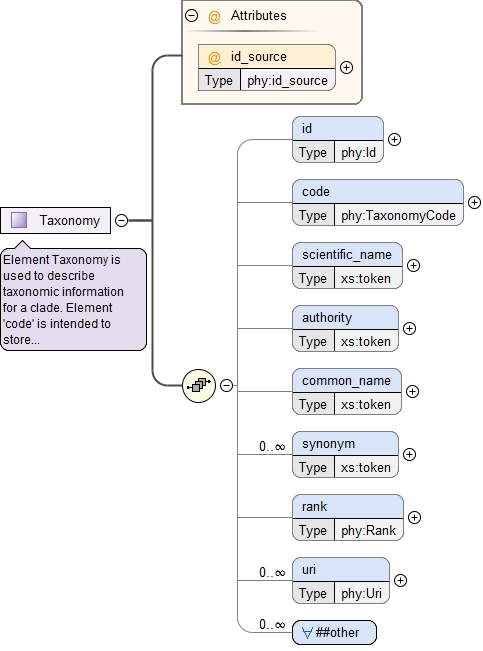 @ Attributes
@ id_source
Type phy:id_source
id
Type phy:Id
code
Type phy:TaxonomyCode
Taxonomy
scientific_name
Type xs:token
Element Taxonomy is
used to describe
taxonomic information
for a clade. Element
'code' is intended to
store...
authority
Type xs:token
common_name
Type xs:token
0..∞
synonym
Type xs:token
rank
Type phy:Rank
0..∞
uri
Type phy:Uri
0..∞
##other